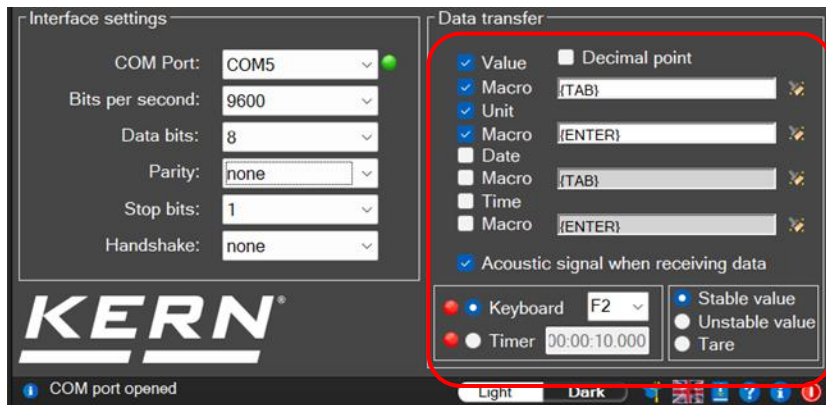 Interface settings
COM Port: COM5
Bits per second: 9600
Data bits: 8
Parity: none
Stop bits: 1
Handshake: none
KERN®
Data transfer
Value Decimal point
Macro {TAB}
Unit
Macro {ENTER}
Date
Macro {TAB}
Time
Macro {ENTER}
Acoustic signal when receiving data
Keyboard F2
Timer 00:00:10.000
Stable value
Unstable value
Tare
COM port opened
Light Dark